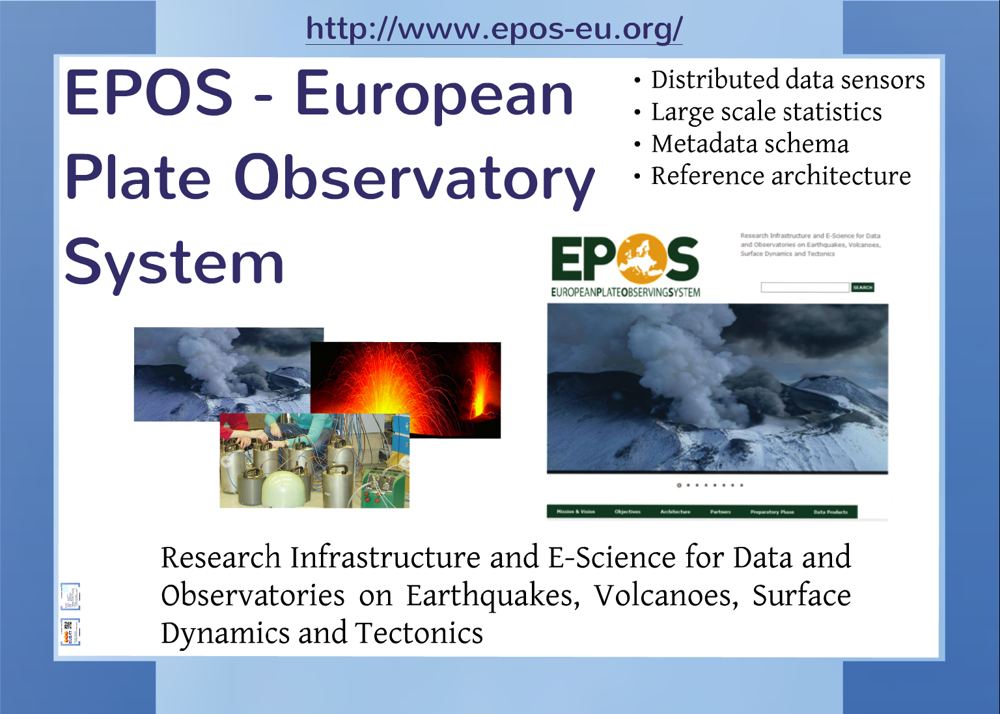 http://www.epos-eu.org/
EPOS - European
Plate Observatory
System
• Distributed data sensors
• Large scale statistics
• Metadata schema
• Reference architecture
EPOS
EUROPEANPLATEOBSERVINGSYSTEM
Research Infrastructure and E-Science for Data
and Observatories on Earthquakes, Volcanoes,
Surface Dynamics and Tectonics
SEARCH
Mission & Vision Objectives Architecture Partners Preparatory Phase Data Products
Research Infrastructure and E-Science for Data and
Observatories on Earthquakes, Volcanoes, Surface
Dynamics and Tectonics
EUDAT